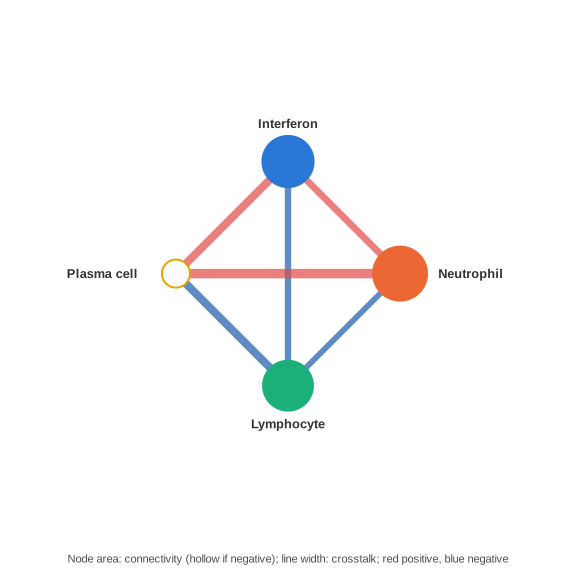 Interferon
Plasma cell
Neutrophil
Lymphocyte
Node area: connectivity (hollow if negative); line width: crosstalk; red positive, blue negative